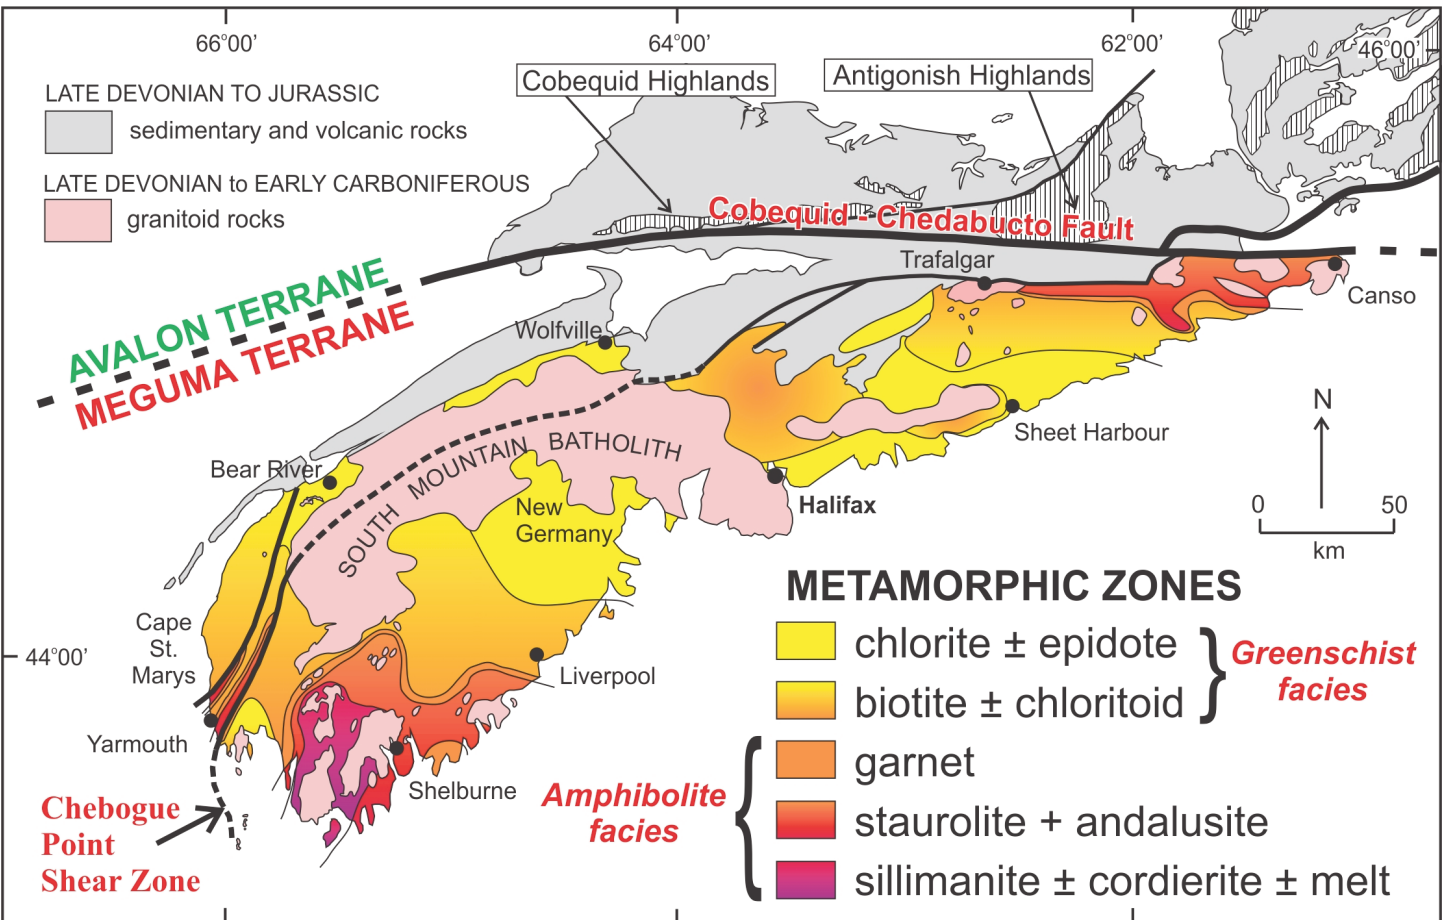 66°00'
64°00'
62°00'
46°00'
LATE DEVONIAN TO JURASSIC
sedimentary and volcanic rocks
LATE DEVONIAN to EARLY CARBONIFEROUS
granitoid rocks
Cobequid Highlands
Antigonish Highlands
Cobequid - Chedabucto Fault
AVALON TERRANE
MEGUMA TERRANE
Trafalgar
Canso
Wolfville
Sheet Harbour
N
0 50
km
Bear River
SOUTH MOUNTAIN BATHOLITH
New
Germany
Halifax
Cape
St.
Marys
44°00'
Liverpool
Yarmouth
Shelburne
Chebogue
Point
Shear Zone
METAMORPHIC ZONES
chlorite ± epidote
biotite ± chloritoid
Greenschist
facies
garnet
staurolite + andalusite
sillimanite ± cordierite ± melt
Amphibolite
facies